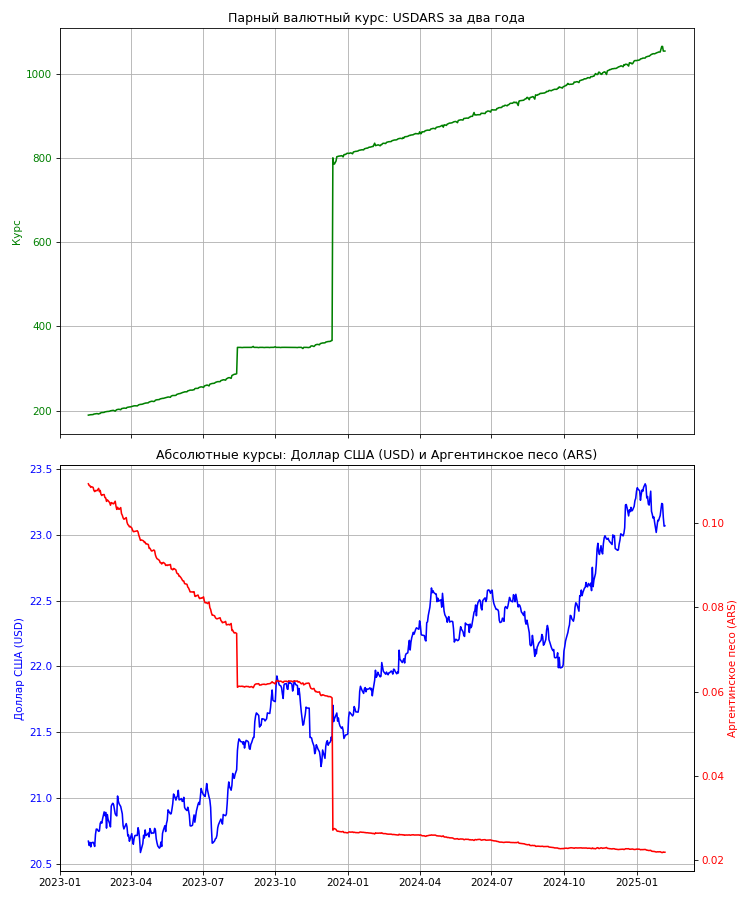 Парный валютный курс: USDARS за два года
1000
800
600
400
200
Курс
Абсолютные курсы: Доллар США (USD) и Аргентинское песо (ARS)
23.5
23.0
22.5
22.0
21.5
21.0
20.5
Доллар США (USD)
0.10
0.08
0.06
0.04
0.02
Аргентинское песо (ARS)
2023-01 2023-04 2023-07 2023-10 2024-01 2024-04 2024-07 2024-10 2025-01